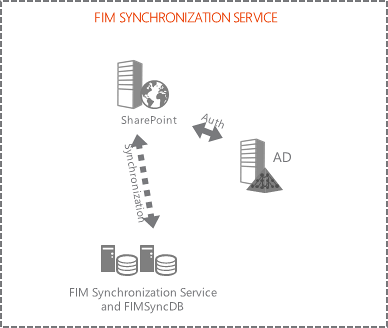 FIM SYNCHRONIZATION SERVICE
SharePoint
Auth
AD
Synchronization
FIM Synchronization Service
and FIMSyncDB